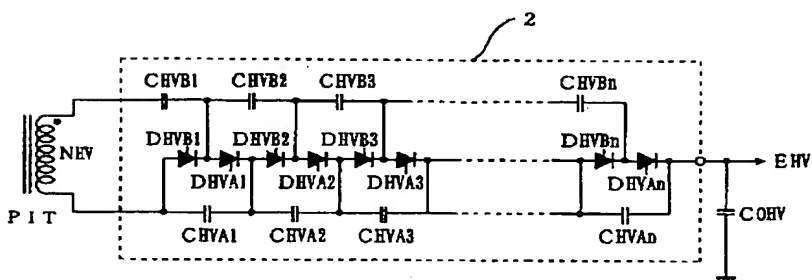 2
CHVB1 CHVB2 CHVB3 CHVBn
DHVB1 DHVB2 DHVB3 DHVBn
NHV
EHV
DHVA1 DHVA2 DHVA3 DHVAn
PIT
COHV
CHVA1 CHVA2 CHVA3 CHVAn